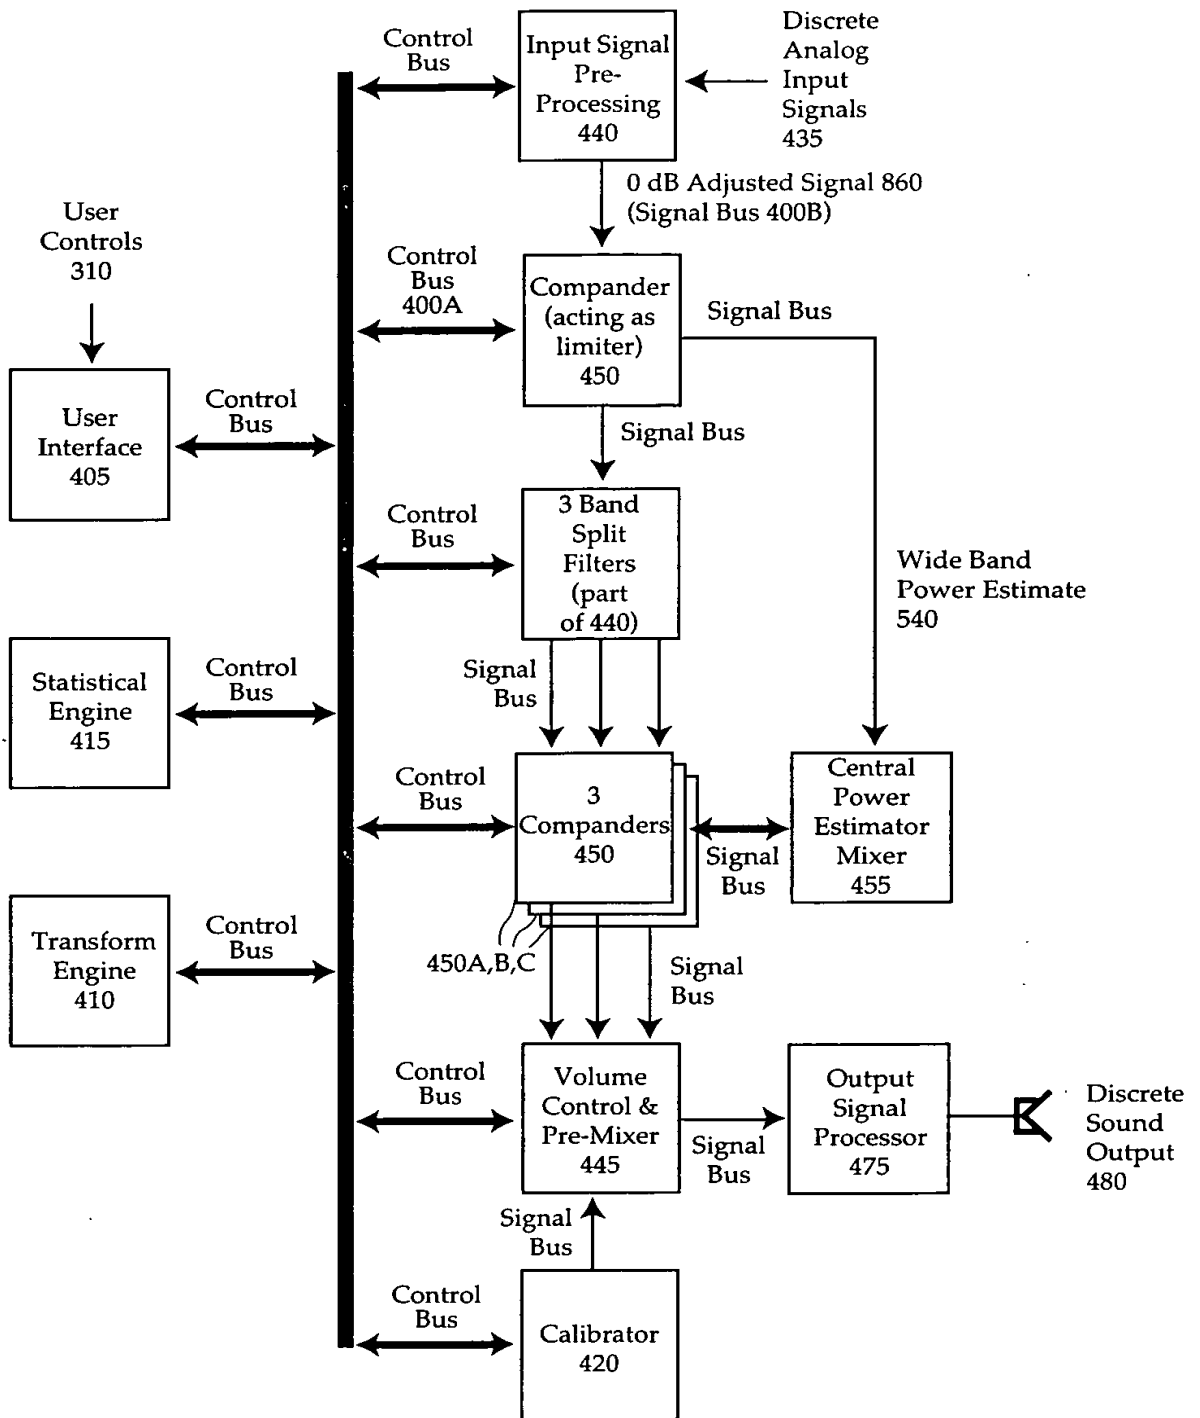 Control
Bus
Input Signal
Pre-
Processing
440
Discrete
Analog
Input
Signals
435
0 dB Adjusted Signal 860
(Signal Bus 400B)
User
Controls
310
Control
Bus
400A
Compander
(acting as
limiter)
450
Signal Bus
User
Interface
405
Control
Bus
Signal Bus
Control
Bus
3 Band
Split
Filters
(part
of 440)
Wide Band
Power Estimate
540
Statistical
Engine
415
Control
Bus
Signal
Bus
Control
Bus
3
Companders
450
Signal
Bus
Central
Power
Estimator
Mixer
455
Transform
Engine
410
Control
Bus
450A,B,C
Signal
Bus
Control
Bus
Volume
Control &
Pre-Mixer
445
Signal
Bus
Output
Signal
Processor
475
Discrete
Sound
Output
480
Signal
Bus
Control
Bus
Calibrator
420